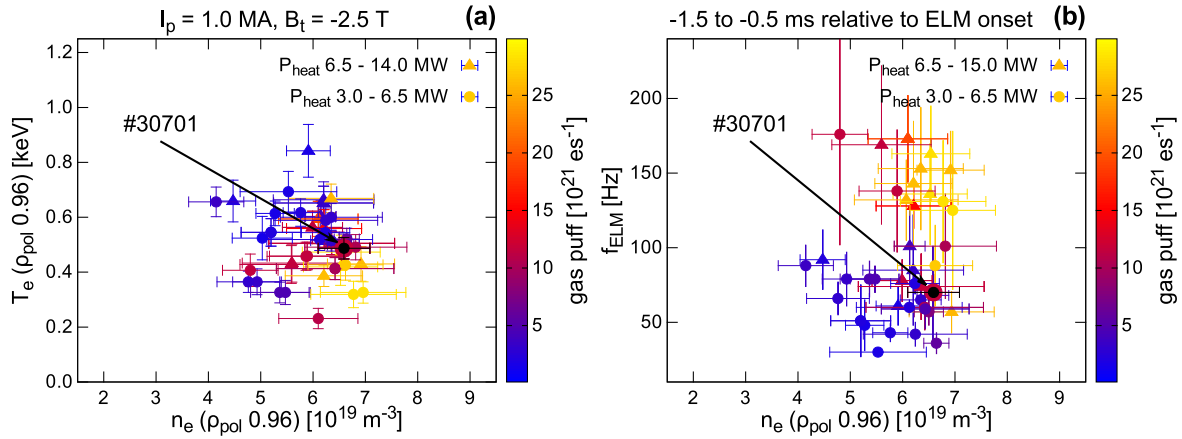 I_p = 1.0 MA, B_t = -2.5 T
(a)
P_heat 6.5 - 14.0 MW
P_heat 3.0 - 6.5 MW
#30701
T_e (ρ_pol 0.96) [keV]
1.2
1.0
0.8
0.6
0.4
0.2
0.0
2 3 4 5 6 7 8 9
n_e (ρ_pol 0.96) [10^19 m^-3]
25
20
15
10
5
gas puff [10^21 es^-1]
-1.5 to -0.5 ms relative to ELM onset
(b)
P_heat 6.5 - 15.0 MW
P_heat 3.0 - 6.5 MW
#30701
f_ELM [Hz]
200
150
100
50
2 3 4 5 6 7 8 9
n_e (ρ_pol 0.96) [10^19 m^-3]
25
20
15
10
5
gas puff [10^21 es^-1]